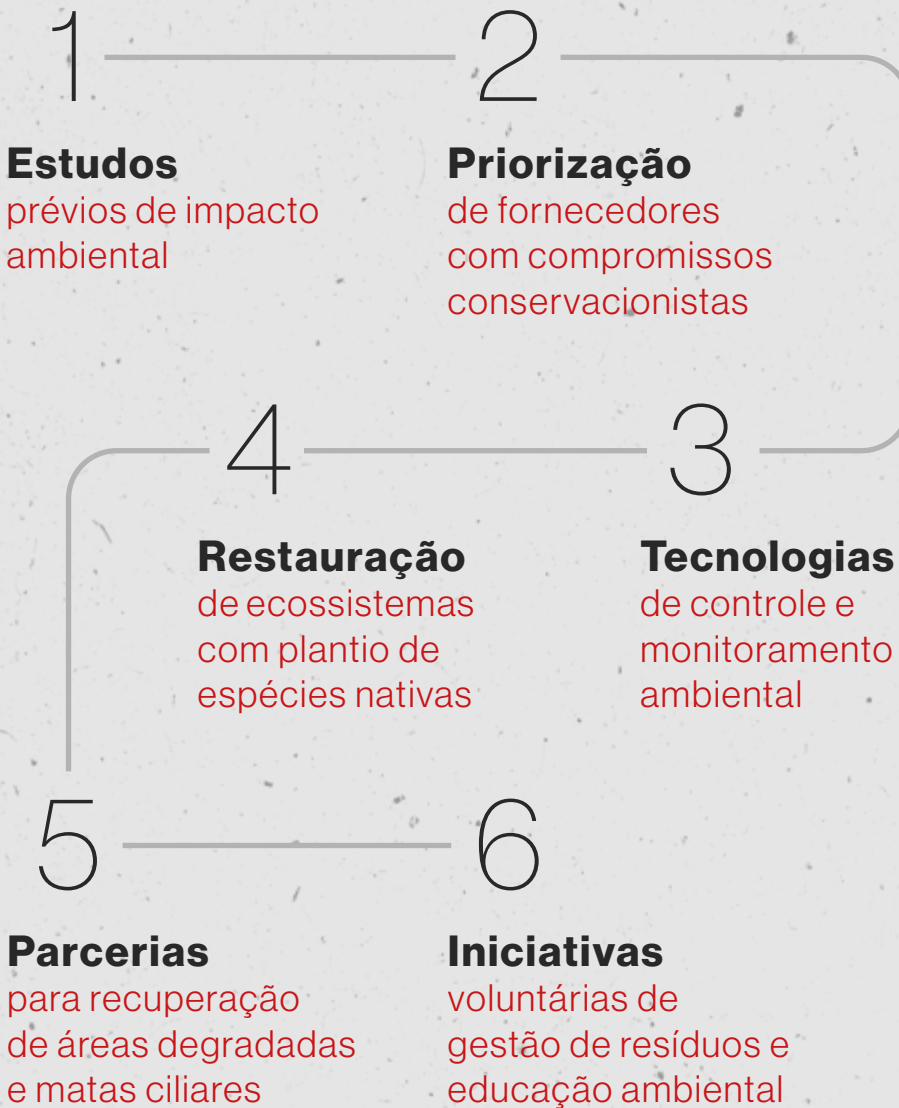 1
Estudos
prévios de impacto
ambiental
2
Priorização
de fornecedores
com compromissos
conservacionistas
3
Tecnologias
de controle e
monitoramento
ambiental
4
Restauração
de ecossistemas
com plantio de
espécies nativas
5
Parcerias
para recuperação
de áreas degradadas
e matas ciliares
6
Iniciativas
voluntárias de
gestão de resíduos e
educação ambiental